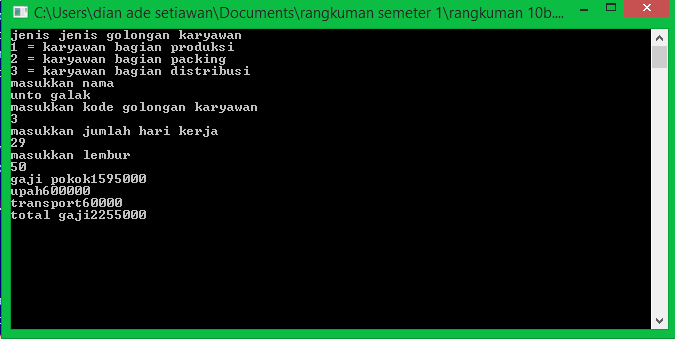 C:\Users\dian ade setiawan\Documents\rangkuman semeter 1\rangkuman 10b....
jenis jenis golongan karyawan
1 = karyawan bagian produksi
2 = karyawan bagian packing
3 = karyawan bagian distribusi
masukkan nama
unto galak
masukkan kode golongan karyawan
3
masukkan jumlah hari kerja
29
masukkan lembur
50
gaji pokok1595000
upah600000
transport60000
total gaji2255000